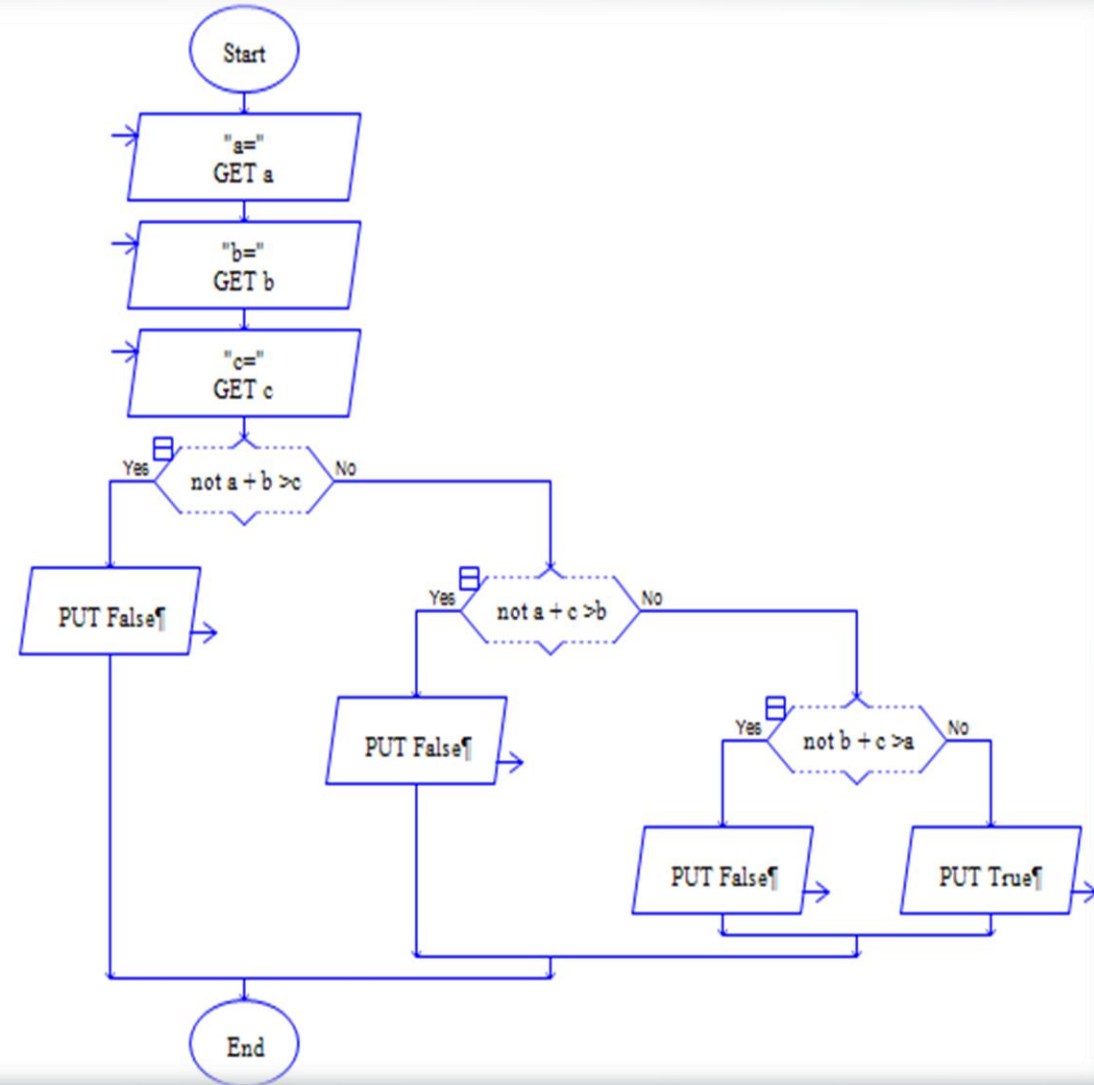 Start
"a="
GET a
"b="
GET b
"c="
GET c
Yes
not a + b >c
No
PUT False¶
Yes
not a + c >b
No
PUT False¶
Yes
not b + c >a
No
PUT False¶
PUT True¶
End